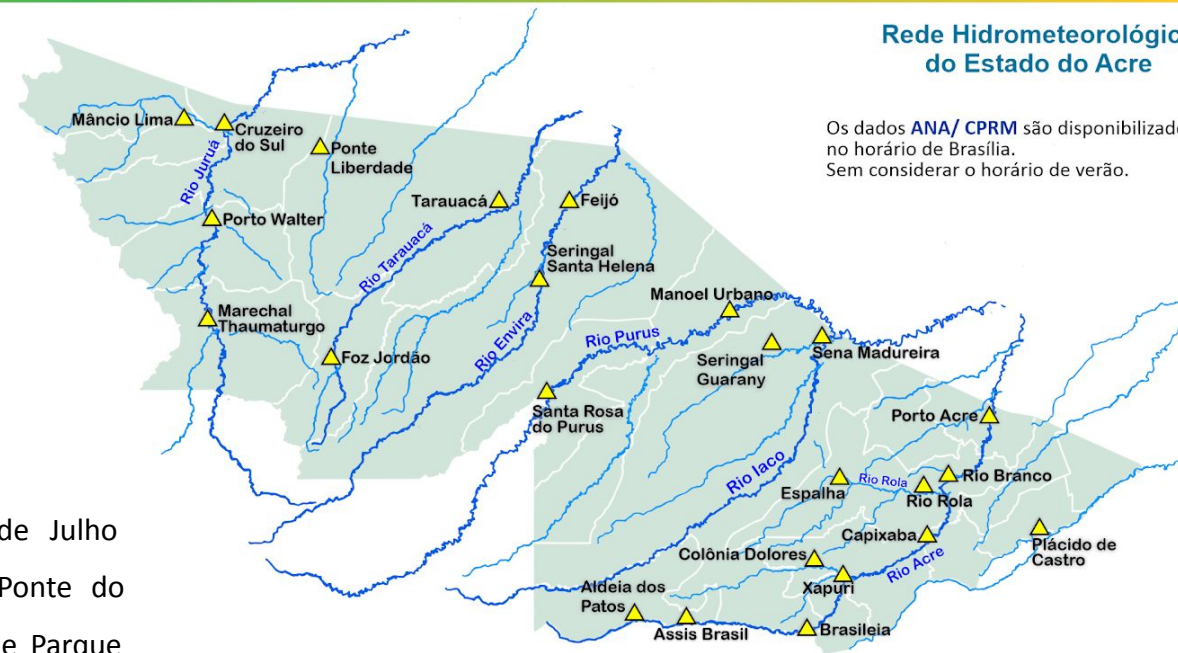 Rede Hidrometeorológic
do Estado do Acre
Os dados ANA/ CPRM são disponibilizad
no horário de Brasília.
Sem considerar o horário de verão.
Mâncio Lima
Cruzeiro
do Sul
Ponte
Liberdade
Rio Juruá
Porto Walter
Tarauacá
Feijó
Rio Tarauacá
Seringal
Santa Helena
Marechal
Thaumaturgo
Foz Jordão
Rio Envira
Manoel Urbano
Rio Purus
Seringal
Guarany
Sena Madureira
Santa Rosa
do Purus
Porto Acre
Rio Iaco
Espalha
Rio Rola
Rio Branco
Rio Rola
Capixaba
Plácido de
Castro
Colônia Dolores
Rio Acre
Xapuri
Aldeia dos
Patos
Assis Brasil
Brasileia
de Julho
Ponte do
e Parque